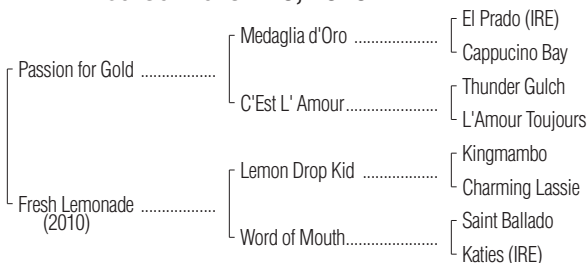 El Prado (IRE)
Medaglia d'Oro ....................
Cappucino Bay
Passion for Gold ..................
Thunder Gulch
C'Est L' Amour......................
L'Amour Toujours
Kingmambo
Lemon Drop Kid ..................
Charming Lassie
Fresh Lemonade ..................
(2010)
Saint Ballado
Word of Mouth......................
Katies (IRE)